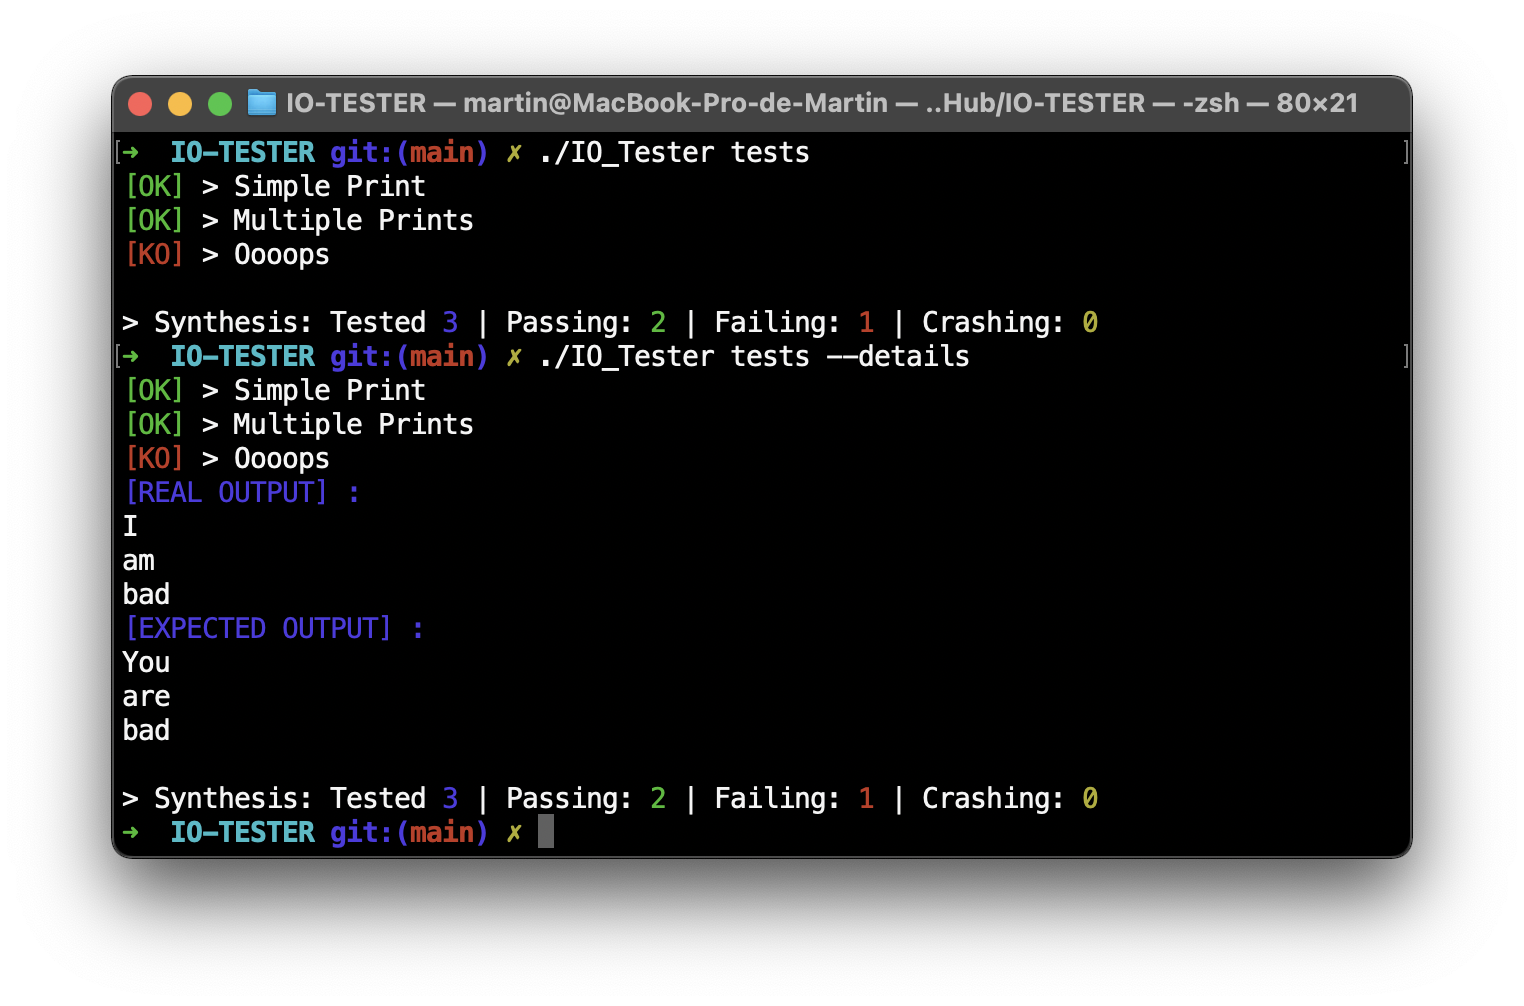 IO-TESTER — martin@MacBook-Pro-de-Martin — ..Hub/IO-TESTER — -zsh — 80×21
[➜  IO-TESTER git:(main) ✗ ./IO_Tester tests ]
[OK] > Simple Print
[OK] > Multiple Prints
[KO] > Oooops
> Synthesis: Tested 3 | Passing: 2 | Failing: 1 | Crashing: 0
[➜  IO-TESTER git:(main) ✗ ./IO_Tester tests --details ]
[OK] > Simple Print
[OK] > Multiple Prints
[KO] > Oooops
[REAL OUTPUT] :
I
am
bad
[EXPECTED OUTPUT] :
You
are
bad
> Synthesis: Tested 3 | Passing: 2 | Failing: 1 | Crashing: 0
➜  IO-TESTER git:(main) ✗